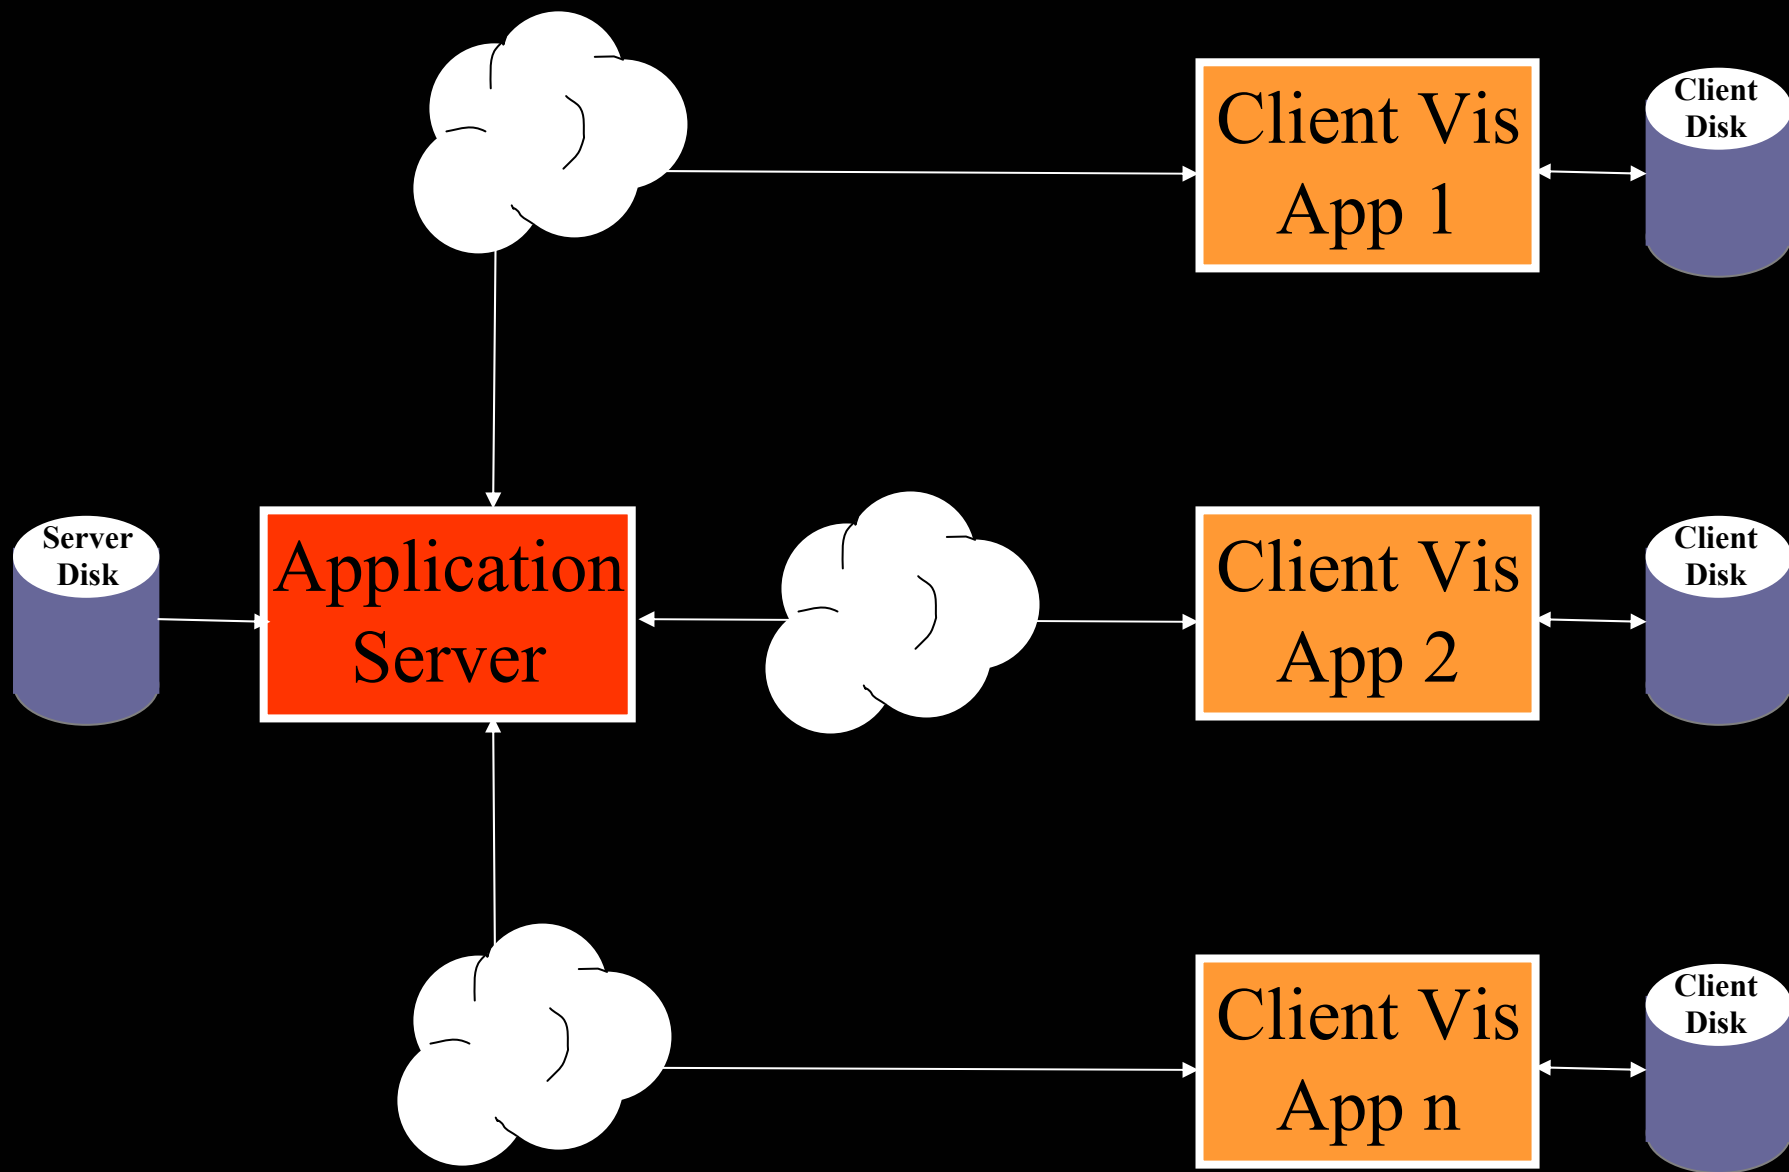 Client Vis
App 1
Client
Disk
Server
Disk
Application
Server
Client Vis
App 2
Client
Disk
Client Vis
App n
Client
Disk